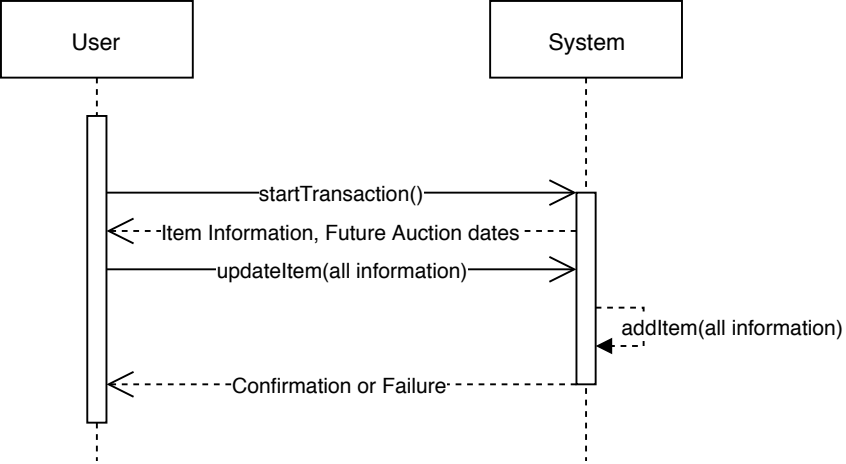 User
System
startTransaction()
Item Information, Future Auction dates
updateItem(all information)
addItem(all information)
Confirmation or Failure